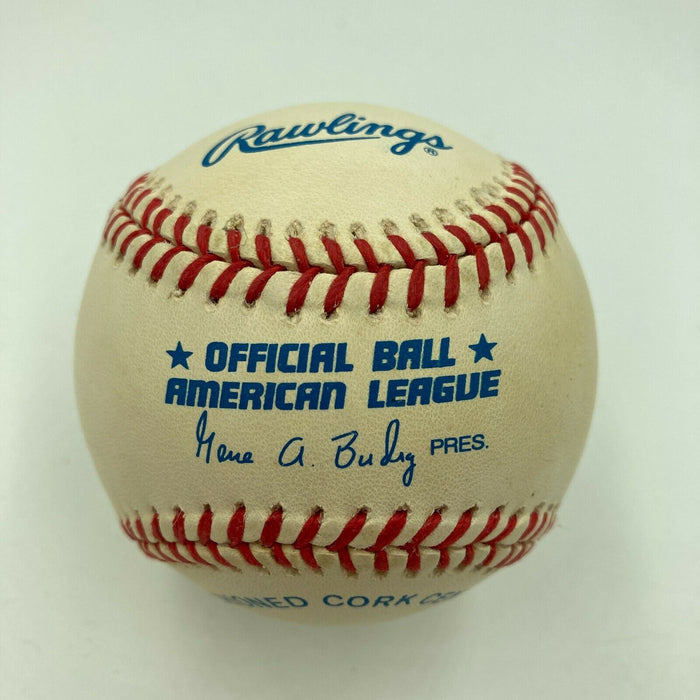 Rawlings®
★ OFFICIAL BALL ★
AMERICAN LEAGUE
Gene A. Budig PRES.
CORK